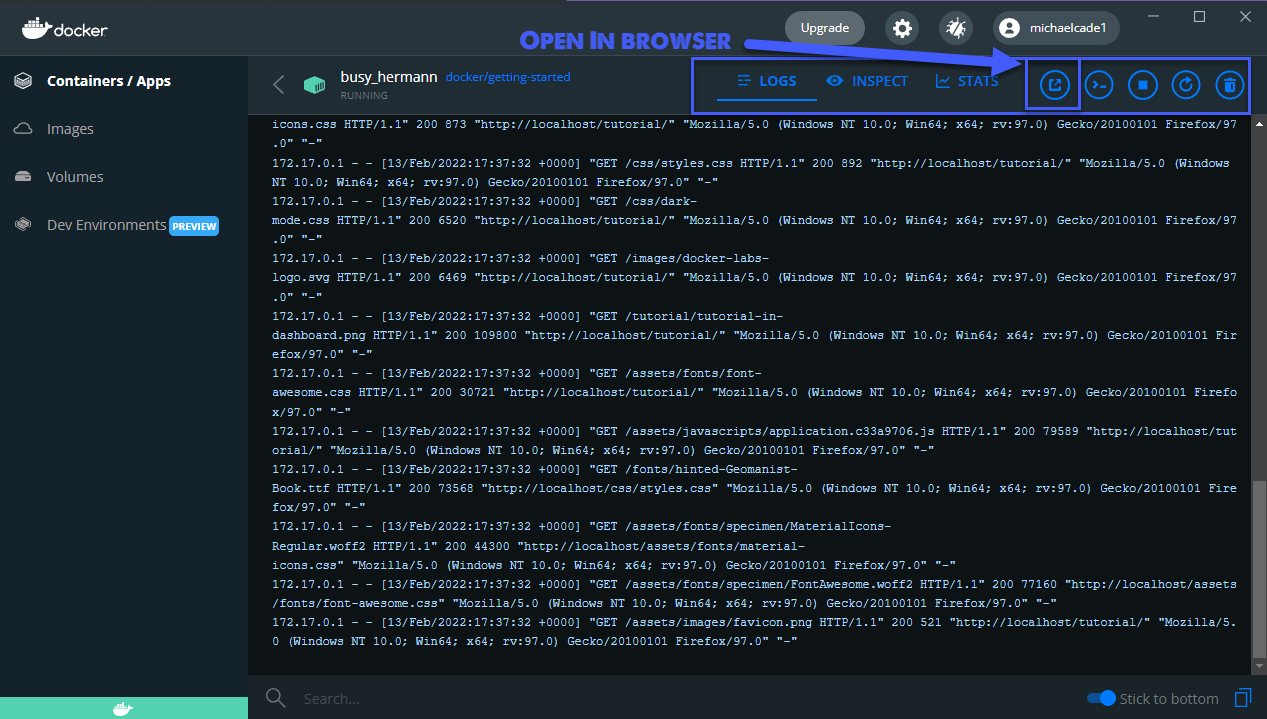 docker
Upgrade
michaelcade1
OPEN IN BROWSER
Containers / Apps
Images
Volumes
Dev Environments PREVIEW
busy_hermann docker/getting-started
RUNNING
LOGS INSPECT STATS
icons.css HTTP/1.1" 200 873 "http://localhost/tutorial/" "Mozilla/5.0 (Windows NT 10.0; Win64; x64; rv:97.0) Gecko/20100101 Firefox/97
.0" "-"
172.17.0.1 - - [13/Feb/2022:17:37:32 +0000] "GET /css/styles.css HTTP/1.1" 200 892 "http://localhost/tutorial/" "Mozilla/5.0 (Windows
NT 10.0; Win64; x64; rv:97.0) Gecko/20100101 Firefox/97.0" "-"
172.17.0.1 - - [13/Feb/2022:17:37:32 +0000] "GET /css/dark-
mode.css HTTP/1.1" 200 6520 "http://localhost/tutorial/" "Mozilla/5.0 (Windows NT 10.0; Win64; x64; rv:97.0) Gecko/20100101 Firefox/97
.0" "-"
172.17.0.1 - - [13/Feb/2022:17:37:32 +0000] "GET /images/docker-labs-
logo.svg HTTP/1.1" 200 6469 "http://localhost/tutorial/" "Mozilla/5.0 (Windows NT 10.0; Win64; x64; rv:97.0) Gecko/20100101 Firefox/97
.0" "-"
172.17.0.1 - - [13/Feb/2022:17:37:32 +0000] "GET /tutorial/tutorial-in-
dashboard.png HTTP/1.1" 200 109800 "http://localhost/tutorial/" "Mozilla/5.0 (Windows NT 10.0; Win64; x64; rv:97.0) Gecko/20100101 Fir
efox/97.0" "-"
172.17.0.1 - - [13/Feb/2022:17:37:32 +0000] "GET /assets/fonts/font-
awesome.css HTTP/1.1" 200 30721 "http://localhost/tutorial/" "Mozilla/5.0 (Windows NT 10.0; Win64; x64; rv:97.0) Gecko/20100101 Firefo
x/97.0" "-"
172.17.0.1 - - [13/Feb/2022:17:37:32 +0000] "GET /assets/javascripts/application.c33a9706.js HTTP/1.1" 200 79589 "http://localhost/tut
orial/" "Mozilla/5.0 (Windows NT 10.0; Win64; x64; rv:97.0) Gecko/20100101 Firefox/97.0" "-"
172.17.0.1 - - [13/Feb/2022:17:37:32 +0000] "GET /fonts/hinted-Geomanist-
Book.ttf HTTP/1.1" 200 73568 "http://localhost/css/styles.css" "Mozilla/5.0 (Windows NT 10.0; Win64; x64; rv:97.0) Gecko/20100101 Fire
fox/97.0" "-"
172.17.0.1 - - [13/Feb/2022:17:37:32 +0000] "GET /assets/fonts/specimen/MaterialIcons-
Regular.woff2 HTTP/1.1" 200 44300 "http://localhost/assets/fonts/material-
icons.css" "Mozilla/5.0 (Windows NT 10.0; Win64; x64; rv:97.0) Gecko/20100101 Firefox/97.0" "-"
172.17.0.1 - - [13/Feb/2022:17:37:32 +0000] "GET /assets/fonts/specimen/FontAwesome.woff2 HTTP/1.1" 200 77160 "http://localhost/assets
/fonts/font-awesome.css" "Mozilla/5.0 (Windows NT 10.0; Win64; x64; rv:97.0) Gecko/20100101 Firefox/97.0" "-"
172.17.0.1 - - [13/Feb/2022:17:37:32 +0000] "GET /assets/images/favicon.png HTTP/1.1" 200 521 "http://localhost/tutorial/" "Mozilla/5.
0 (Windows NT 10.0; Win64; x64; rv:97.0) Gecko/20100101 Firefox/97.0" "-"
Search...
Stick to bottom